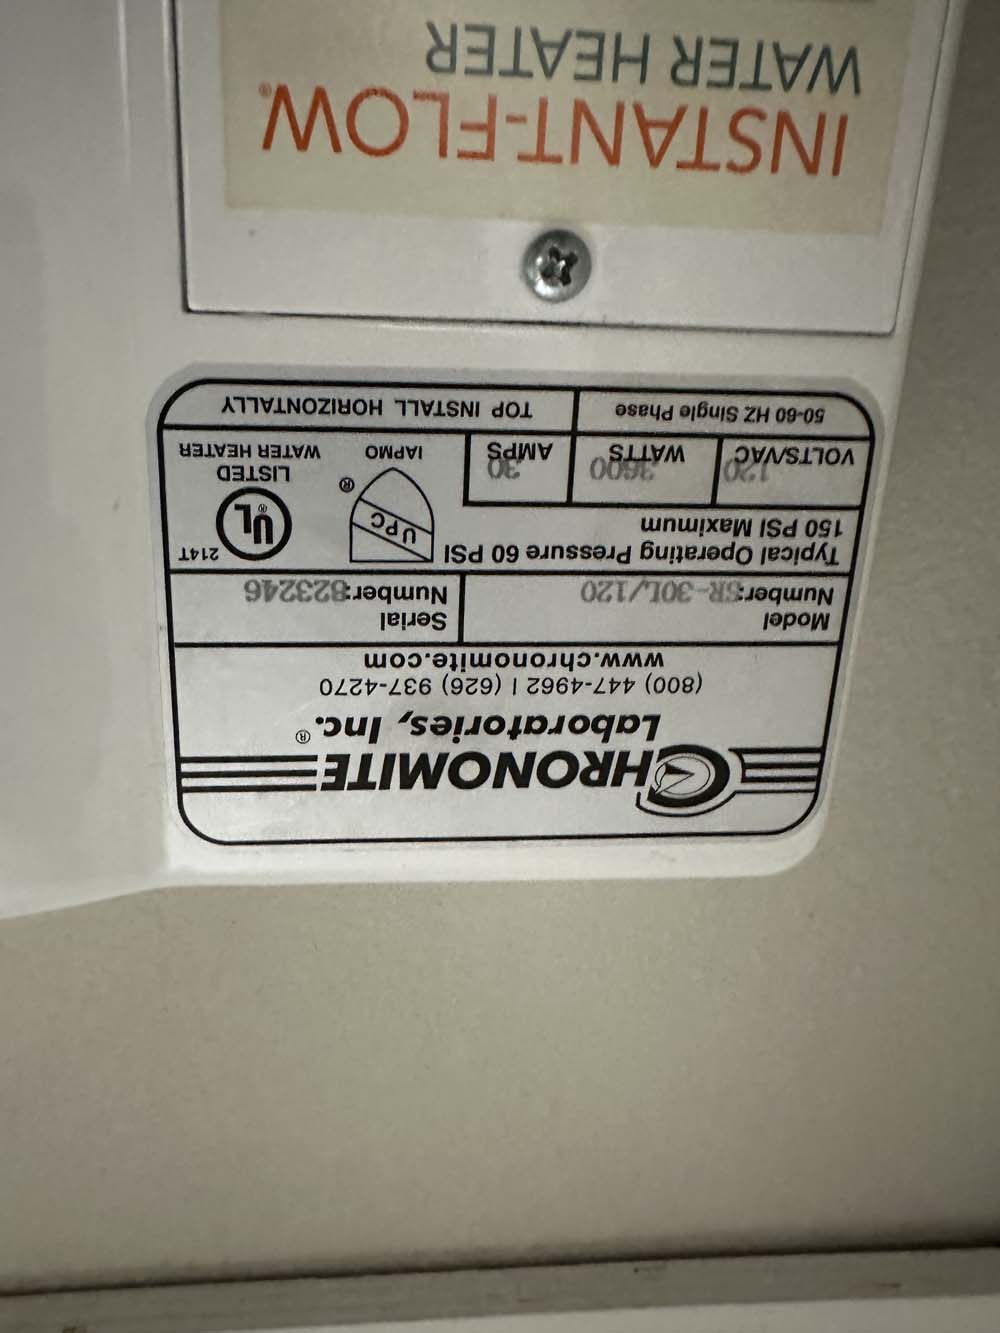 CHRONOMITE
Laboratories, Inc.®
(800) 447-4962 | (626) 937-4270
www.chronomite.com
Model
Number: SR-30L/120
Serial
Number: 823246
Typical Operating Pressure 60 PSI
150 PSI Maximum
UPC
®
IAPMO
214T
UL
®
LISTED
WATER HEATER
120
VOLTS/VAC
3600
WATTS
30
AMPS
50-60 HZ Single Phase
TOP INSTALL HORIZONTALLY
INSTANT-FLOW®
WATER HEATER